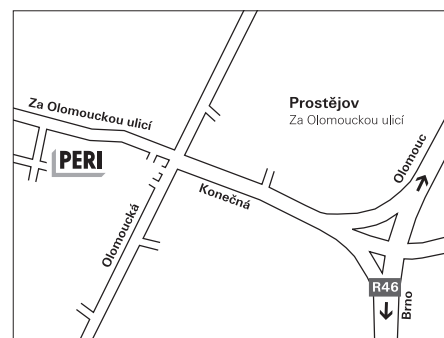 Prostějov
Za Olomouckou ulicí
Za Olomouckou ulicí
PERI
Olomoucká
Konečná
Olomouc
R46
Brno